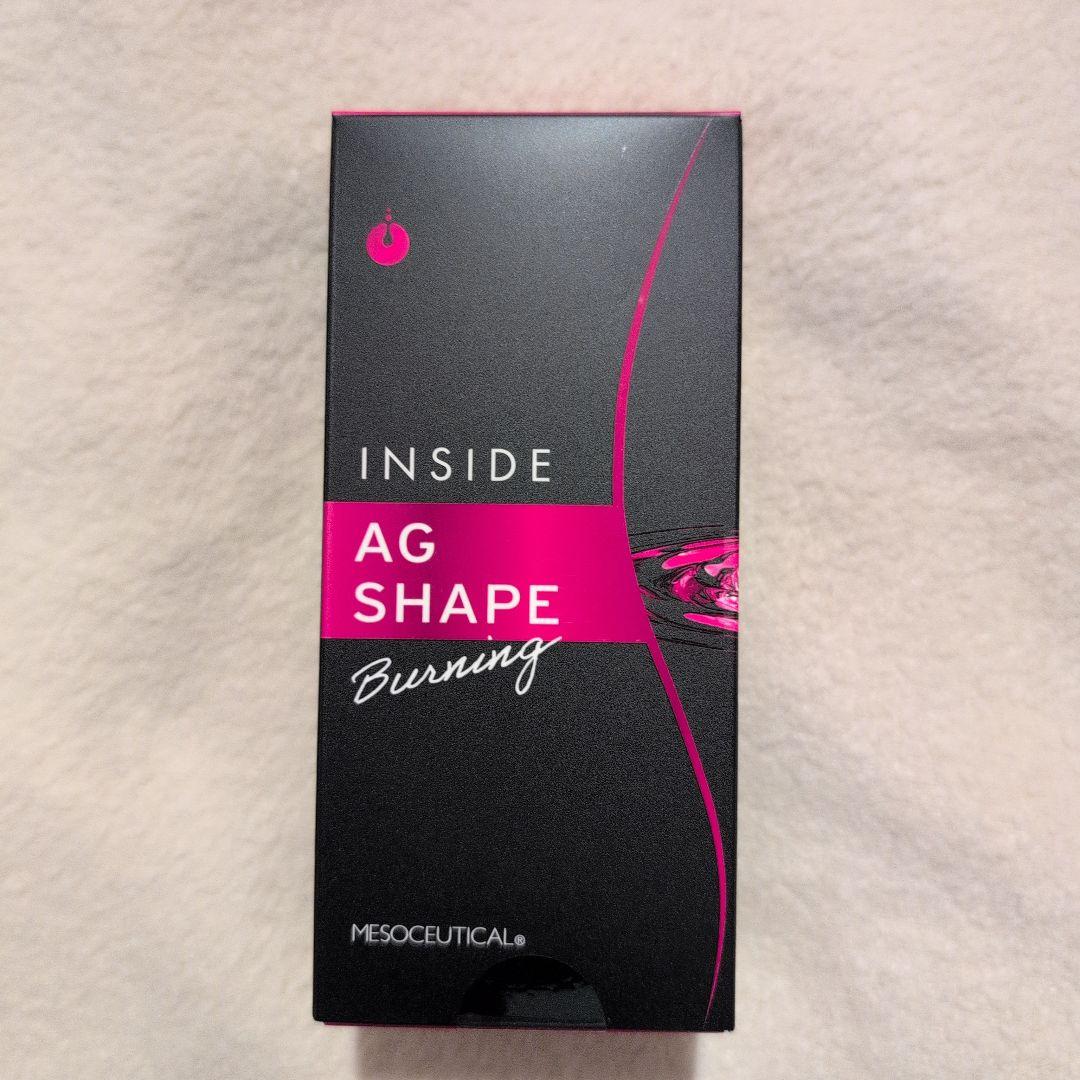 INSIDE
AG
SHAPE
Burning
MESOCEUTICAL®